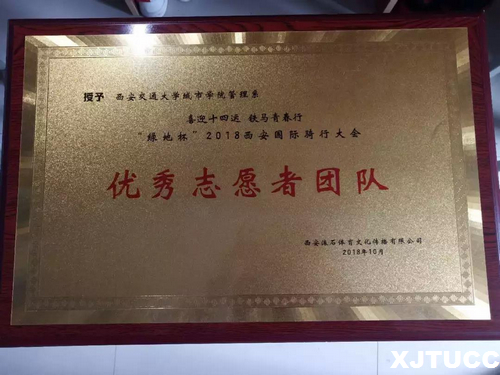 授予 西安交通大学城市学院管理系
喜迎十四运 铁马青春行
“绿地杯”2018西安国际骑行大会
优秀志愿者团队
西安法石体育文化传播有限公司
2018年10月
XJTUCC